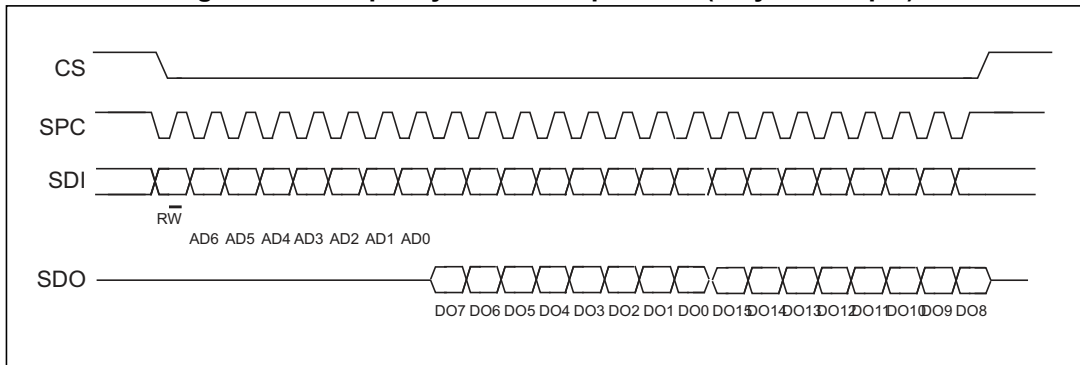 CS
SPC
SDI
RW
AD6 AD5 AD4 AD3 AD2 AD1 AD0
SDO
DO7 DO6 DO5 DO4 DO3 DO2 DO1 DO0 DO15 DO14 DO13 DO12 DO11 DO10 DO9 DO8